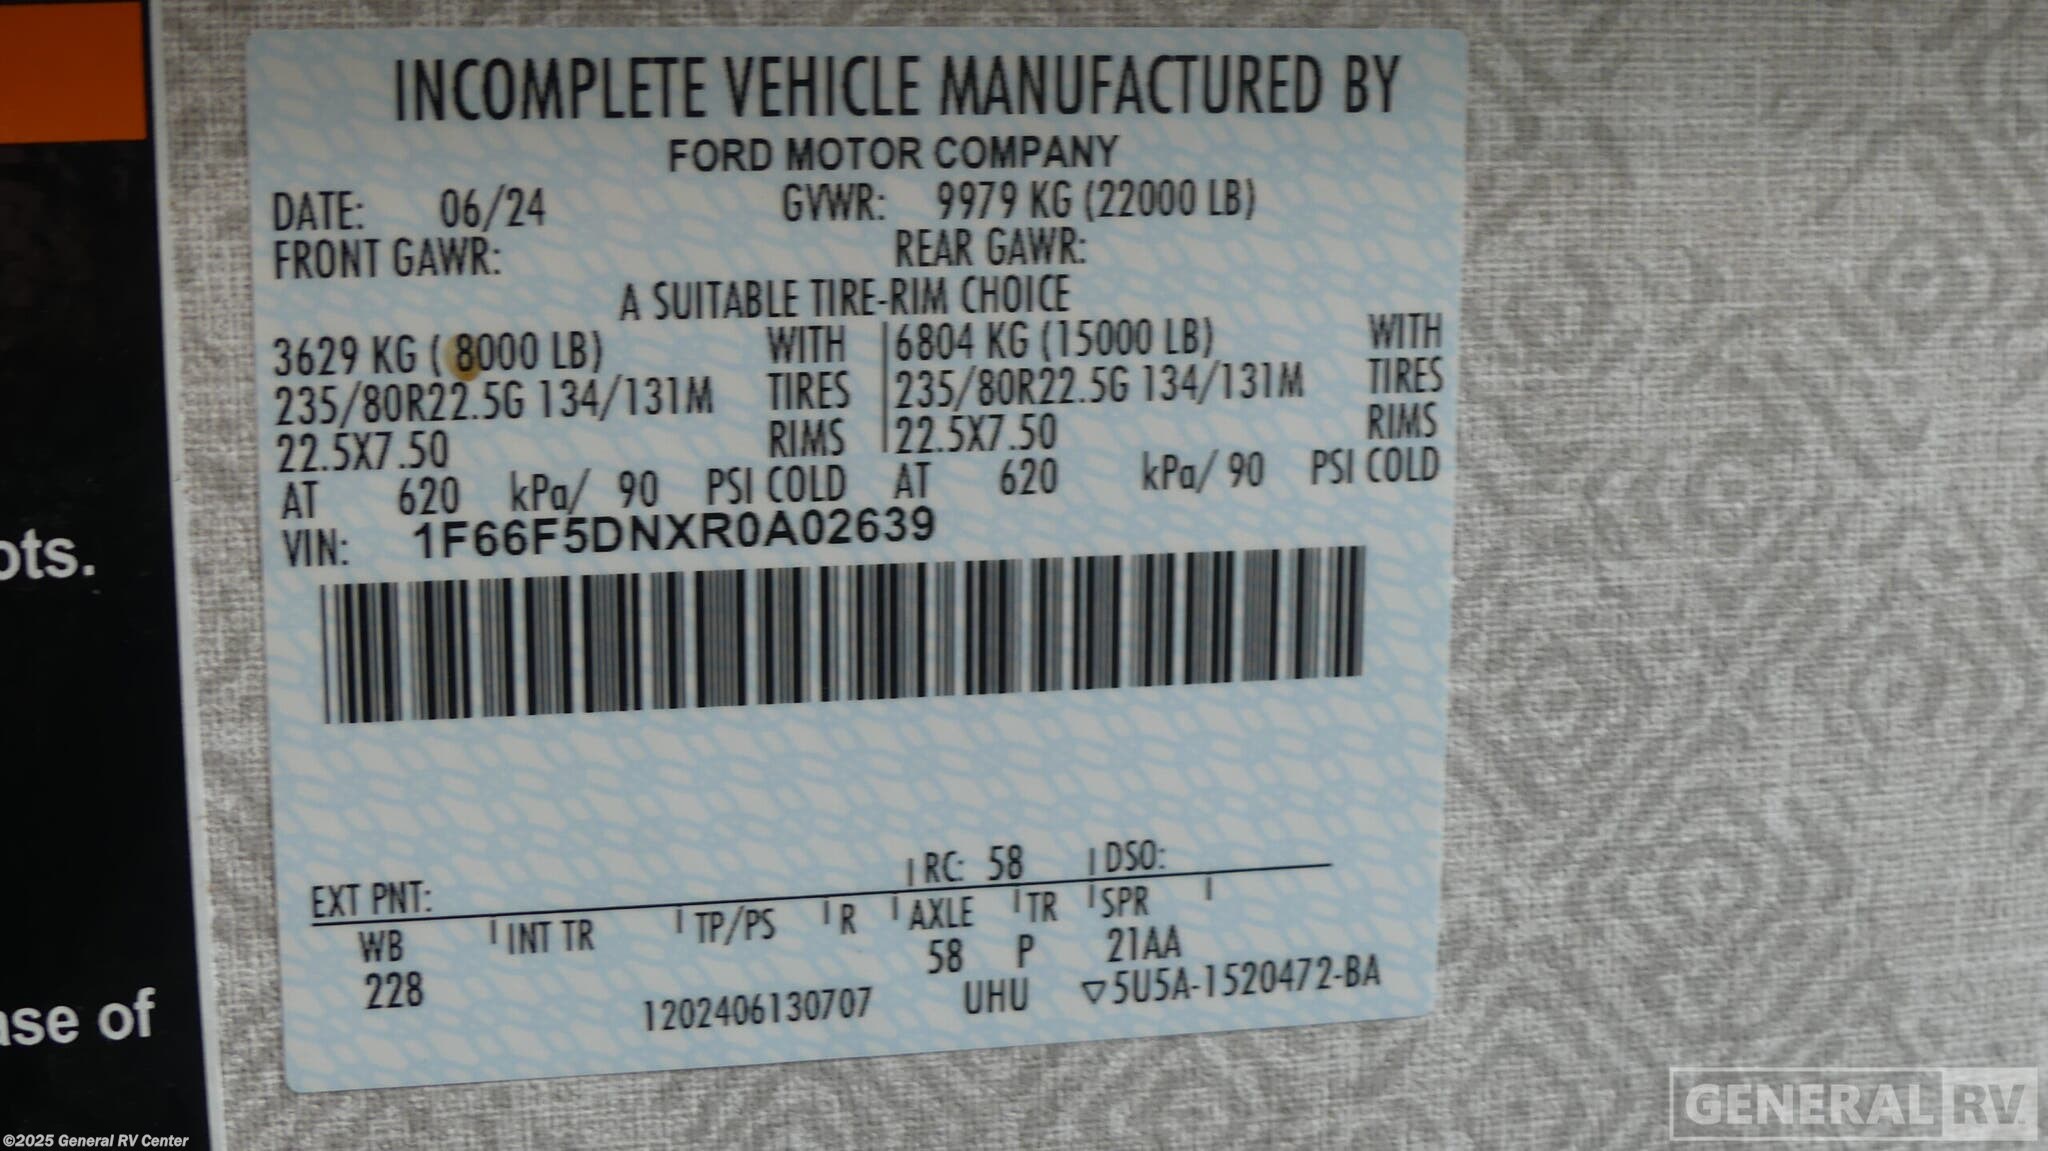 INCOMPLETE VEHICLE MANUFACTURED BY
FORD MOTOR COMPANY
DATE: 06/24 GVWR: 9979 KG (22000 LB)
FRONT GAWR: REAR GAWR:
A SUITABLE TIRE-RIM CHOICE
3629 KG ( 8000 LB) WITH 6804 KG (15000 LB) WITH
235/80R22.5G 134/131M TIRES 235/80R22.5G 134/131M TIRES
22.5X7.50 RIMS 22.5X7.50 RIMS
AT 620 kPa/ 90 PSI COLD AT 620 kPa/ 90 PSI COLD
VIN: 1F66F5DNXR0A02639
EXT PNT: RC: 58 DSO:
WB INT TR TP/PS R AXLE TR SPR
228 58 P 21AA
1202406130707 UHU ▽5U5A-1520472-BA
ots.
ase of
GENERAL RV
©2025 General RV Center